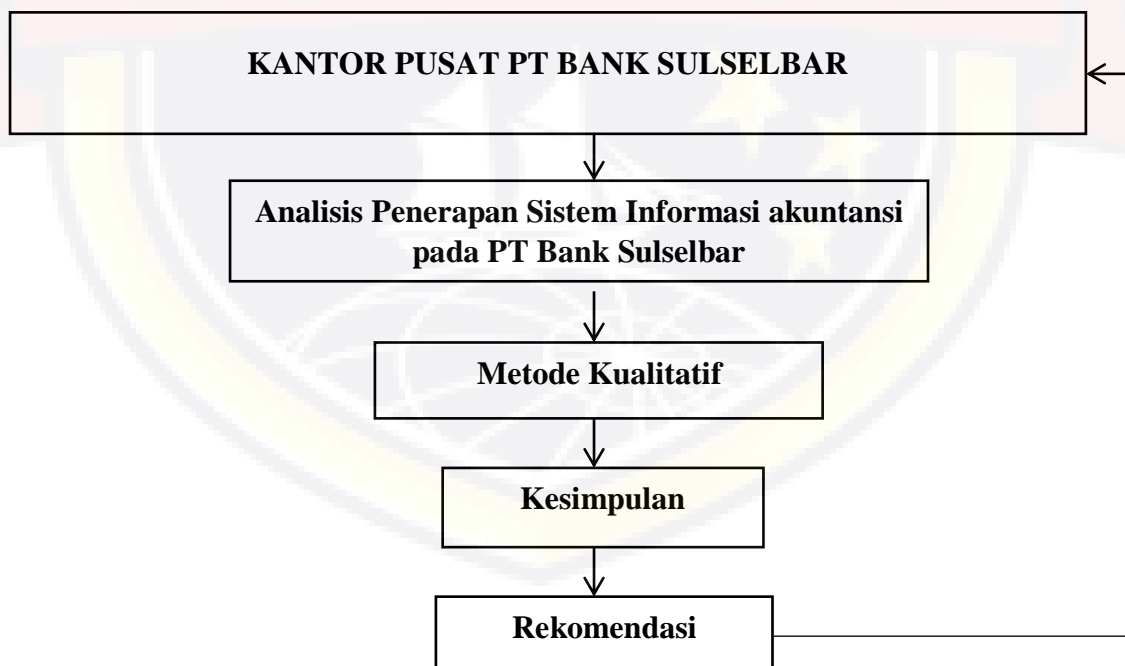 KANTOR PUSAT PT BANK SULSELBAR
Analisis Penerapan Sistem Informasi akuntansi
pada PT Bank Sulselbar
Metode Kualitatif
Kesimpulan
Rekomendasi